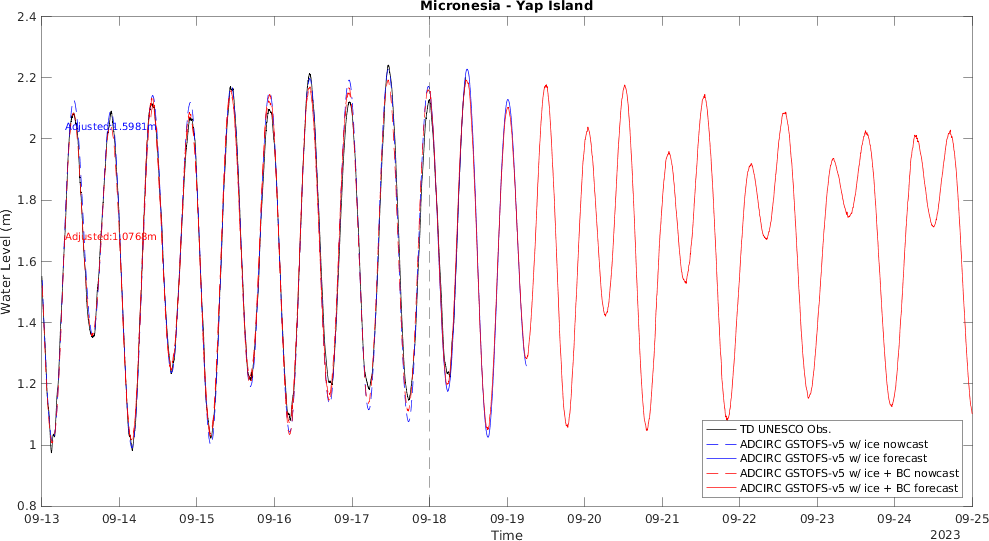 Micronesia - Yap Island
2.4
2.2
2
1.8
1.6
1.4
1.2
1
0.8
Water Level (m)
Adjusted:1.5981m
Adjusted:1.0768m
TD UNESCO Obs.
ADCIRC GSTOFS-v5 w/ ice nowcast
ADCIRC GSTOFS-v5 w/ ice forecast
ADCIRC GSTOFS-v5 w/ ice + BC nowcast
ADCIRC GSTOFS-v5 w/ ice + BC forecast
09-13 09-14 09-15 09-16 09-17 09-18 09-19 09-20 09-21 09-22 09-23 09-24 09-25
Time
2023